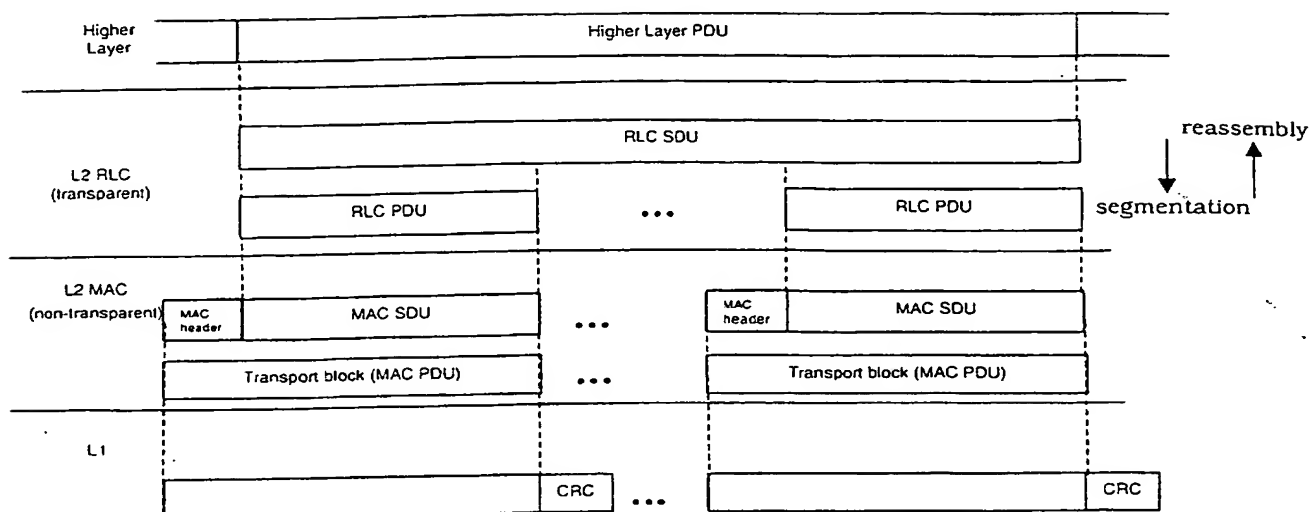 Higher
Layer
Higher Layer PDU
RLC SDU
reassembly
L2 RLC
(transparent)
RLC PDU
•••
RLC PDU
segmentation
L2 MAC
(non-transparent)
MAC
header
MAC SDU
•••
MAC
header
MAC SDU
Transport block (MAC PDU)
•••
Transport block (MAC PDU)
L1
CRC
•••
CRC